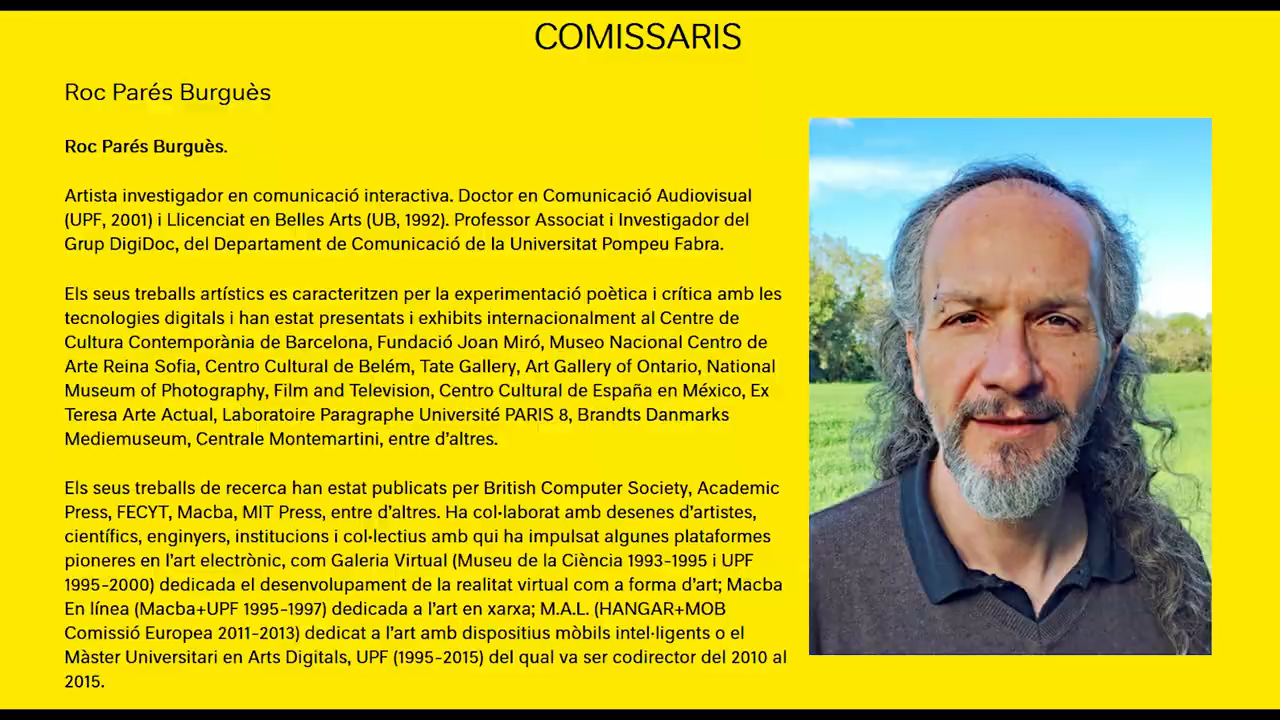 COMISSARIS
Roc Parés Burguès
Roc Parés Burguès.
Artista investigador en comunicació interactiva. Doctor en Comunicació Audiovisual
(UPF, 2001) i Llicenciat en Belles Arts (UB, 1992). Professor Associat i Investigador del
Grup DigiDoc, del Departament de Comunicació de la Universitat Pompeu Fabra.
Els seus treballs artístics es caracteritzen per la experimentació poètica i crítica amb les
tecnologies digitals i han estat presentats i exhibits internacionalment al Centre de
Cultura Contemporània de Barcelona, Fundació Joan Miró, Museo Nacional Centro de
Arte Reina Sofia, Centro Cultural de Belém, Tate Gallery, Art Gallery of Ontario, National
Museum of Photography, Film and Television, Centro Cultural de España en México, Ex
Teresa Arte Actual, Laboratoire Paragraphe Université PARIS 8, Brandts Danmarks
Mediemuseum, Centrale Montemartini, entre d'altres.
Els seus treballs de recerca han estat publicats per British Computer Society, Academic
Press, FECYT, Macba, MIT Press, entre d'altres. Ha col·laborat amb desenes d'artistes,
científics, enginyers, institucions i col·lectius amb qui ha impulsat algunes plataformes
pioneres en l'art electrònic, com Galeria Virtual (Museu de la Ciència 1993-1995 i UPF
1995-2000) dedicada el desenvolupament de la realitat virtual com a forma d'art; Macba
En línea (Macba+UPF 1995-1997) dedicada a l'art en xarxa; M.A.L. (HANGAR+MOB
Comissió Europea 2011-2013) dedicat a l'art amb dispositius mòbils intel·ligents o el
Màster Universitari en Arts Digitals, UPF (1995-2015) del qual va ser codirector del 2010 al
2015.